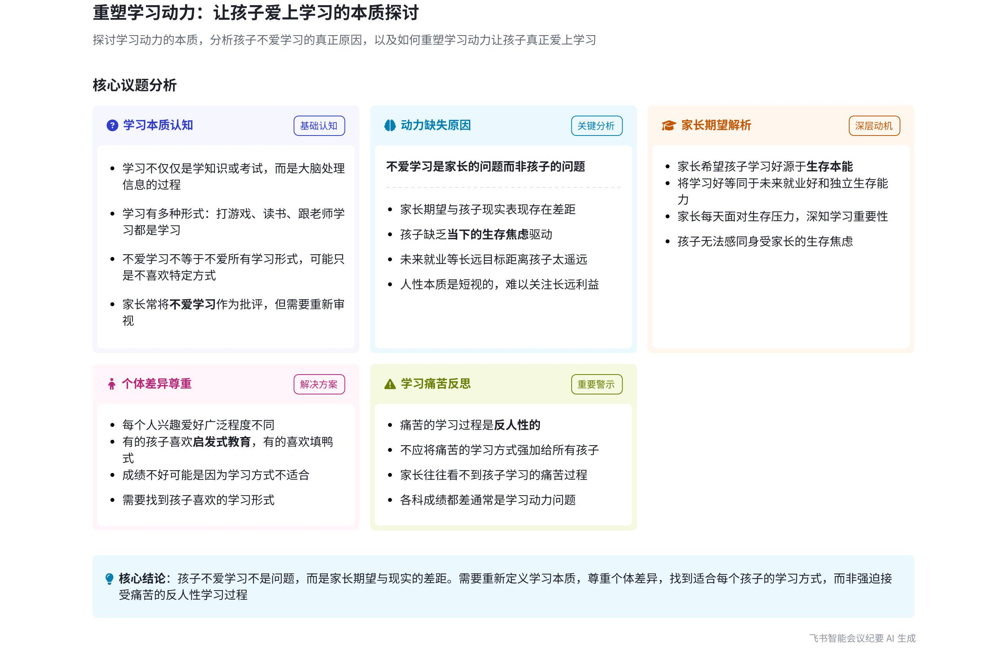 重塑学习动力：让孩子爱上学习的本质探讨
探讨学习动力的本质，分析孩子不爱学习的真正原因，以及如何重塑学习动力让孩子真正爱上学习
核心议题分析
学习本质认知
基础认知
学习不仅仅是学知识或考试，而是大脑处理
信息的过程
学习有多种形式：打游戏、读书、跟老师学
习都是学习
不爱学习不等于不爱所有学习形式，可能只
是不喜欢特定方式
家长常将不爱学习作为批评，但需要重新审
视
动力缺失原因
关键分析
不爱学习是家长的问题而非孩子的问题
家长期望与孩子现实表现存在差距
孩子缺乏当下的生存焦虑驱动
未来就业等长远目标距离孩子太遥远
人性本质是短视的，难以关注长远利益
家长期望解析
深层动机
家长希望孩子学习好源于生存本能
将学习好等同于未来就业好和独立生存能
力
家长每天面对生存压力，深知学习重要性
孩子无法感同身受家长的生存焦虑
个体差异尊重
解决方案
每个人兴趣爱好广泛程度不同
有的孩子喜欢启发式教育，有的喜欢填鸭
式
成绩不好可能是因为学习方式不适合
需要找到孩子喜欢的学习形式
学习痛苦反思
重要警示
痛苦的学习过程是反人性的
不应将痛苦的学习方式强加给所有孩子
家长往往看不到孩子学习的痛苦过程
各科成绩都差通常是学习动力问题
核心结论：孩子不爱学习不是问题，而是家长期望与现实的差距。需要重新定义学习本质，尊重个体差异，找到适合每个孩子的学习方式，而非强迫接
受痛苦的反人性学习过程
飞书智能会议纪要 AI 生成